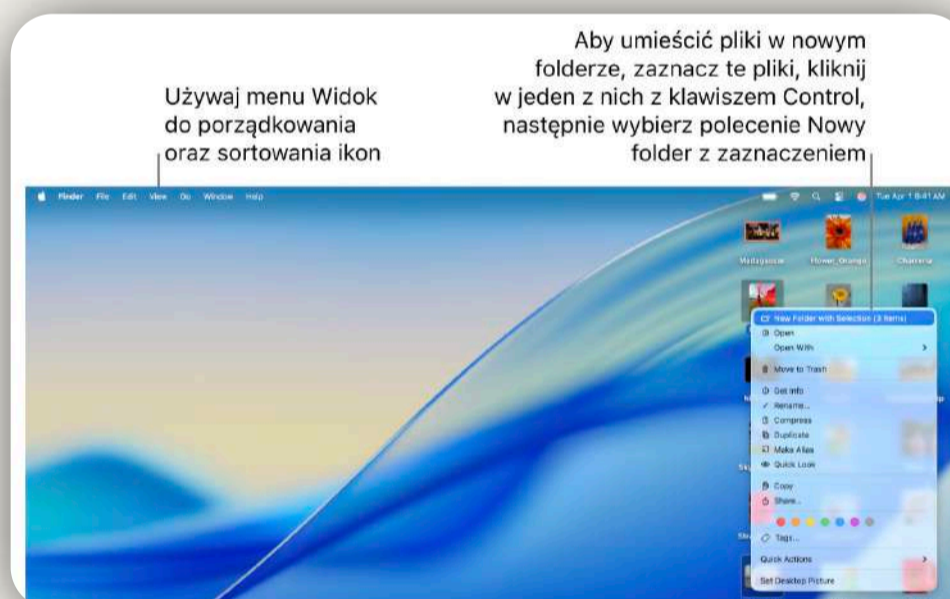 Używaj menu Widok
do porządkowania
oraz sortowania ikon
Aby umieścić pliki w nowym
folderze, zaznacz te pliki, kliknij
w jeden z nich z klawiszem Control,
następnie wybierz polecenie Nowy
folder z zaznaczeniem
Finder File Edit View Go Window Help
Tue Apr 1 9:41 AM
Madagascar Flower_Orange
New Folder with Selection (3 Items)
Open
Open With
Move to Trash
Get Info
Rename...
Compress
Duplicate
Make Alias
Quick Look
Copy
Share...
Tags...
Quick Actions
Set Desktop Picture